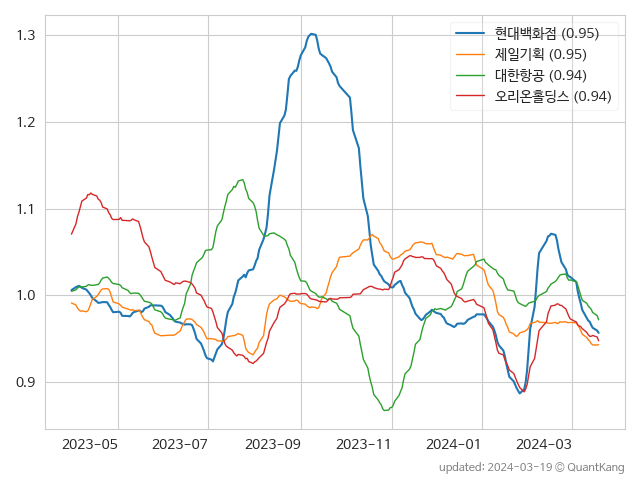 1.3
1.2
1.1
1.0
0.9
현대백화점 (0.95)
제일기획 (0.95)
대한항공 (0.94)
오리온홀딩스 (0.94)
2023-05 2023-07 2023-09 2023-11 2024-01 2024-03
updated: 2024-03-19 © QuantKang